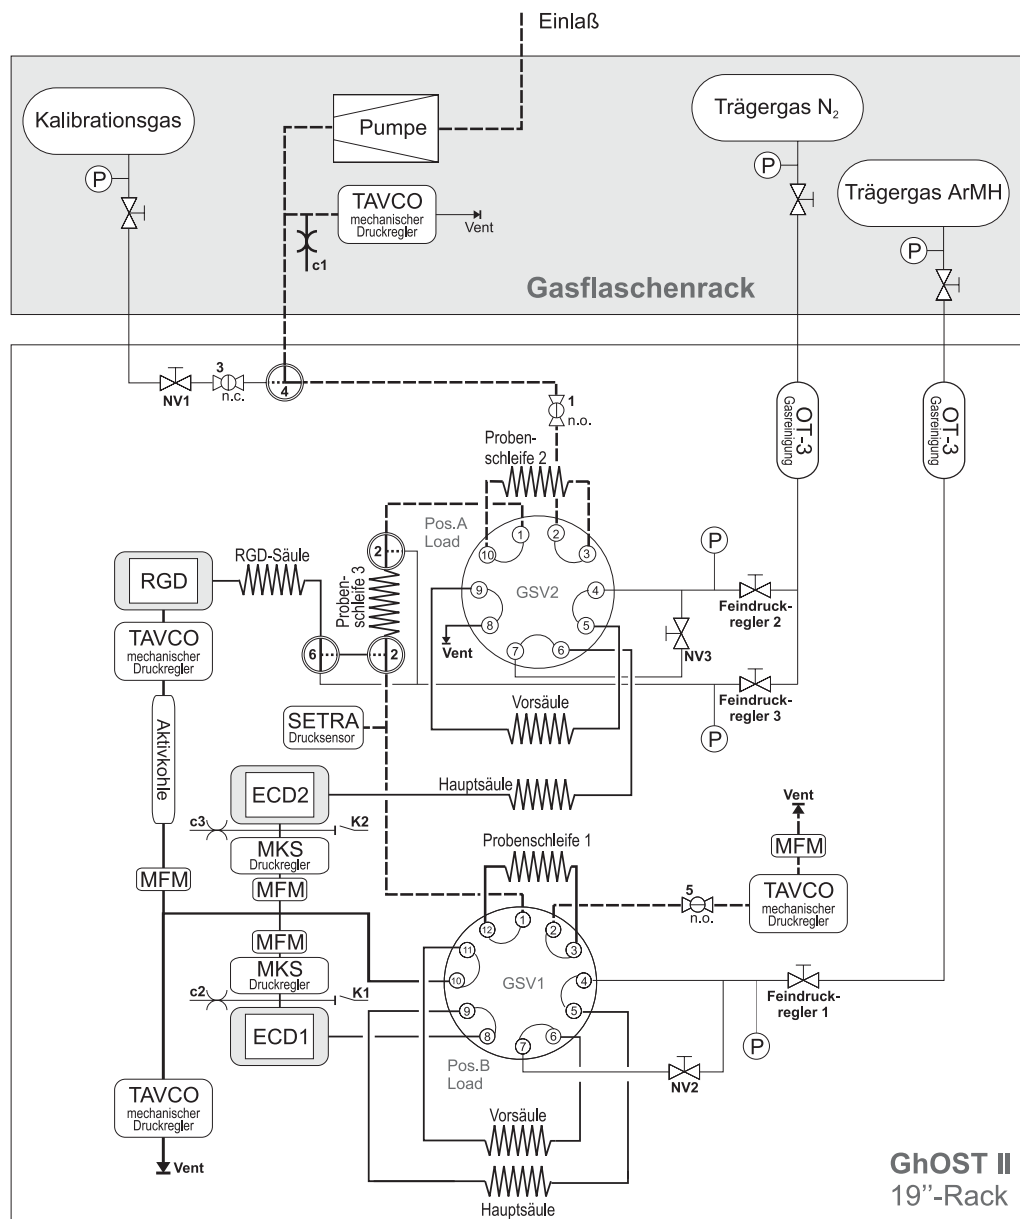 Einlaß
Kalibrationsgas
P
Pumpe
TAVCO
mechanischer
Druckregler
Vent
c1
Trägergas N2
P
Trägergas ArMH
P
Gasflaschenrack
NV1
3
n.c.
4
1
n.o.
OT-3
Gasreinigung
OT-3
Gasreinigung
Proben-
schleife 2
Pos.A
Load
1
2
3
4
5
6
7
8
9
10
GSV2
Vent
P
Feindruck-
regler 2
NV3
P
Feindruck-
regler 3
RGD
RGD-Säule
2
Proben-
schleife 3
6
2
TAVCO
mechanischer
Druckregler
Aktivkohle
SETRA
Drucksensor
Vorsäule
Hauptsäule
ECD2
c3
K2
MKS
Druckregler
MFM
MFM
MFM
MKS
Druckregler
c2
K1
ECD1
Probenschleife 1
1
2
3
4
5
6
7
8
9
10
11
12
GSV1
Pos.B
Load
5
n.o.
Vent
MFM
TAVCO
mechanischer
Druckregler
Feindruck-
regler 1
P
NV2
TAVCO
mechanischer
Druckregler
Vent
Vorsäule
Hauptsäule
GhOST II
19”-Rack